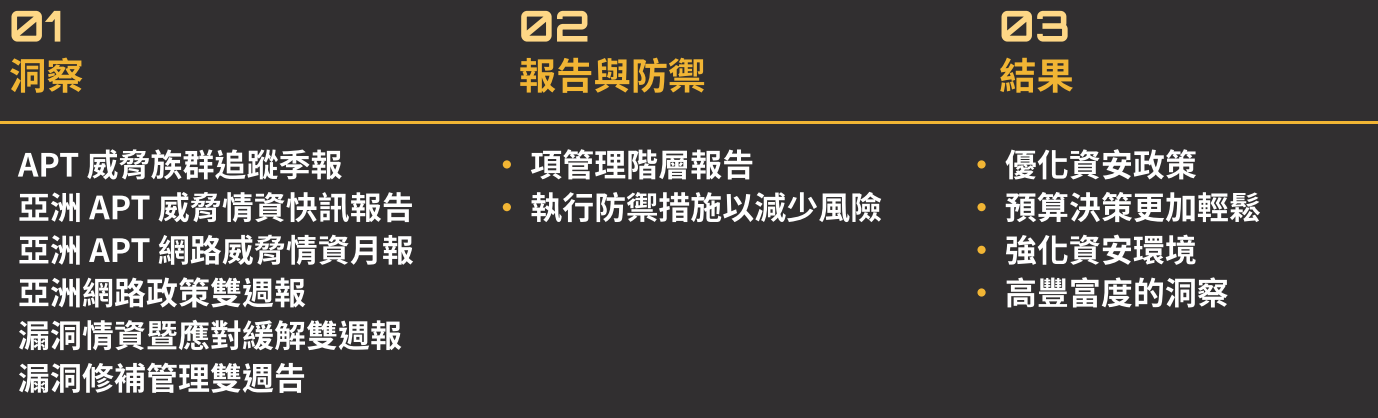 01
洞察
APT 威脅族群追蹤季報
亞洲 APT 威脅情資快訊報告
亞洲 APT 網路威脅情資月報
亞洲網路政策雙週報
漏洞情資暨應對緩解雙週報
漏洞修補管理雙週告
02
報告與防禦
• 項管理階層報告
• 執行防禦措施以減少風險
03
結果
• 優化資安政策
• 預算決策更加輕鬆
• 強化資安環境
• 高豐富度的洞察